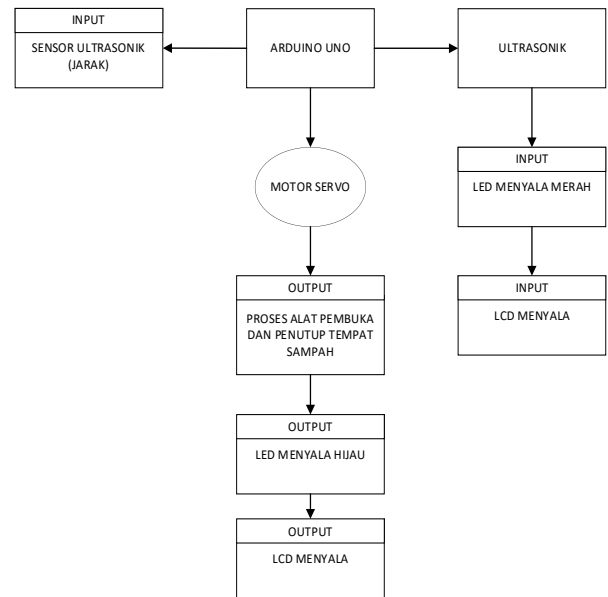 INPUT
SENSOR ULTRASONIK
(JARAK)
ARDUINO UNO
ULTRASONIK
MOTOR SERVO
INPUT
LED MENYALA MERAH
INPUT
LCD MENYALA
OUTPUT
PROSES ALAT PEMBUKA
DAN PENUTUP TEMPAT
SAMPAH
OUTPUT
LED MENYALA HIJAU
OUTPUT
LCD MENYALA